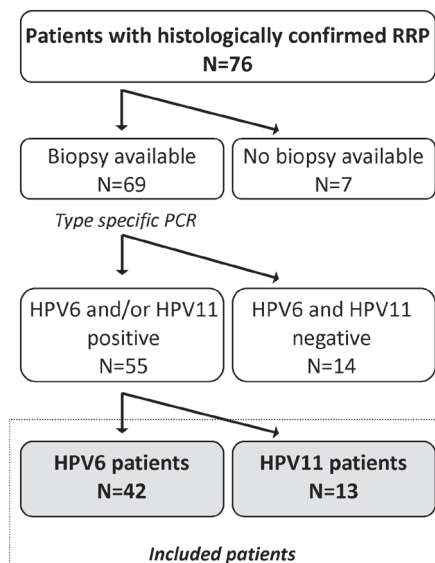 Patients with histologically confirmed RRP
N=76
Biopsy available
N=69
No biopsy available
N=7
Type specific PCR
HPV6 and/or HPV11
positive
N=55
HPV6 and HPV11
negative
N=14
HPV6 patients
N=42
HPV11 patients
N=13
Included patients